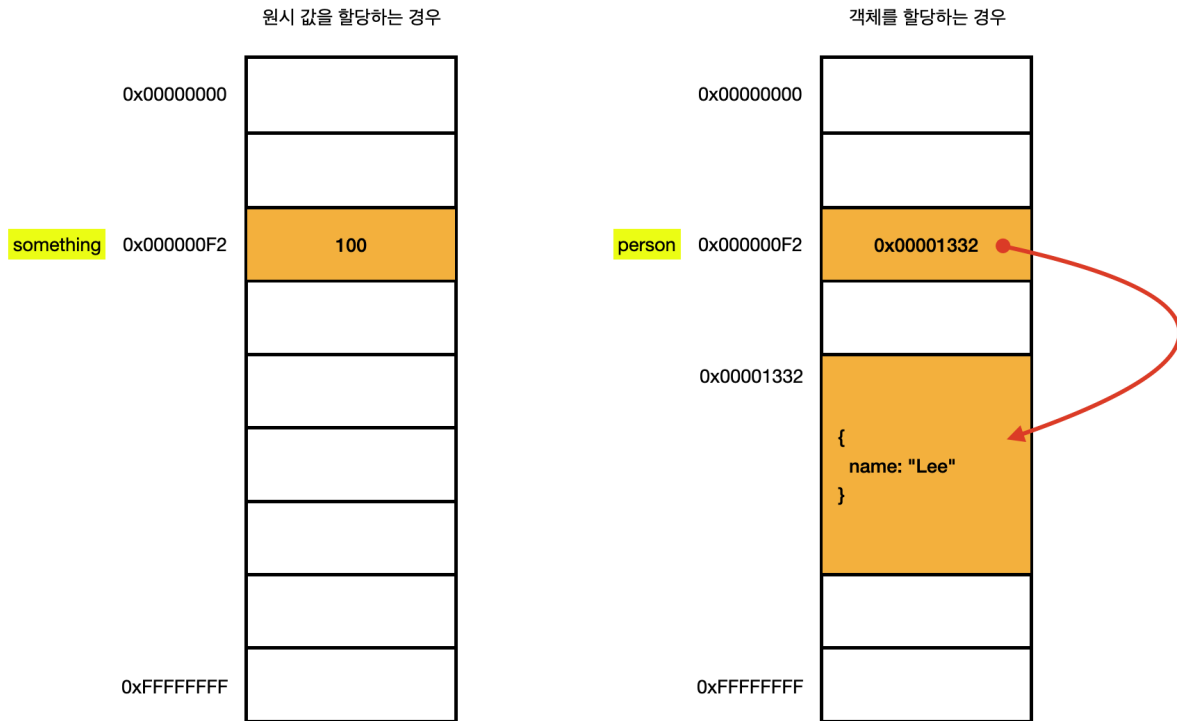 원시 값을 할당하는 경우
0x00000000
something
0x000000F2
100
0xFFFFFFFF
객체를 할당하는 경우
0x00000000
person
0x000000F2
0x00001332
0x00001332
{
name: "Lee"
}
0xFFFFFFFF